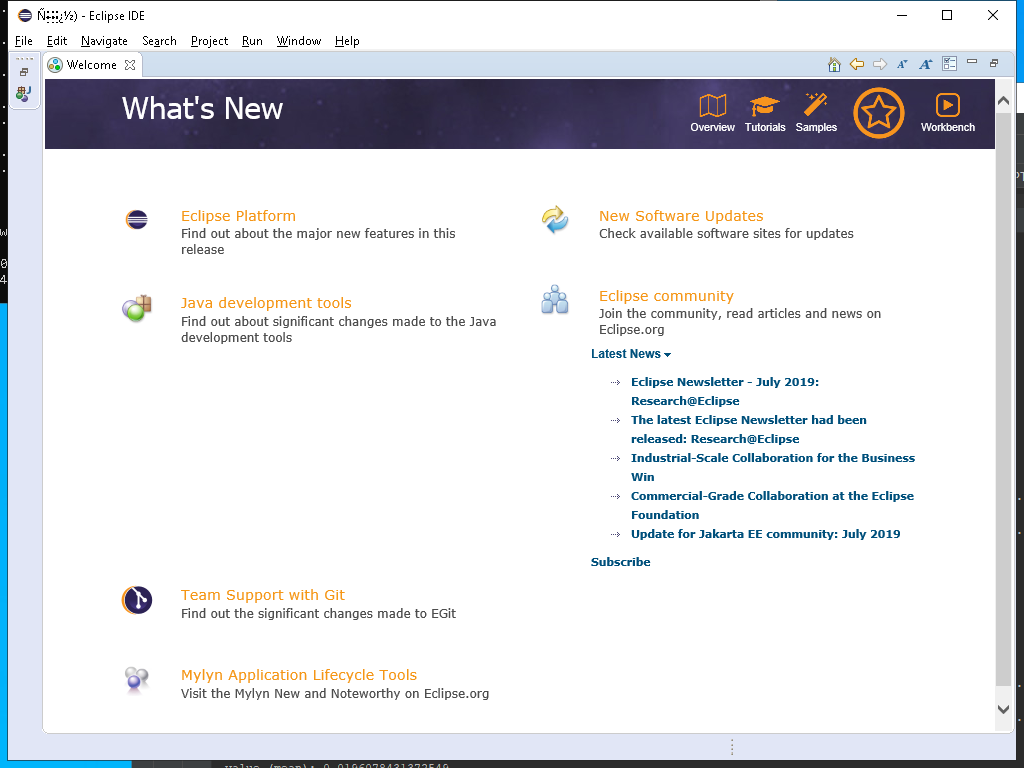 - Eclipse IDE
File Edit Navigate Search Project Run Window Help
Welcome
What's New
Overview Tutorials Samples Workbench
Eclipse Platform
Find out about the major new features in this
release
Java development tools
Find out about significant changes made to the Java
development tools
New Software Updates
Check available software sites for updates
Eclipse community
Join the community, read articles and news on
Eclipse.org
Latest News
Eclipse Newsletter - July 2019:
Research@Eclipse
The latest Eclipse Newsletter had been
released: Research@Eclipse
Industrial-Scale Collaboration for the Business
Win
Commercial-Grade Collaboration at the Eclipse
Foundation
Update for Jakarta EE community: July 2019
Subscribe
Team Support with Git
Find out the significant changes made to EGit
Mylyn Application Lifecycle Tools
Visit the Mylyn New and Noteworthy on Eclipse.org